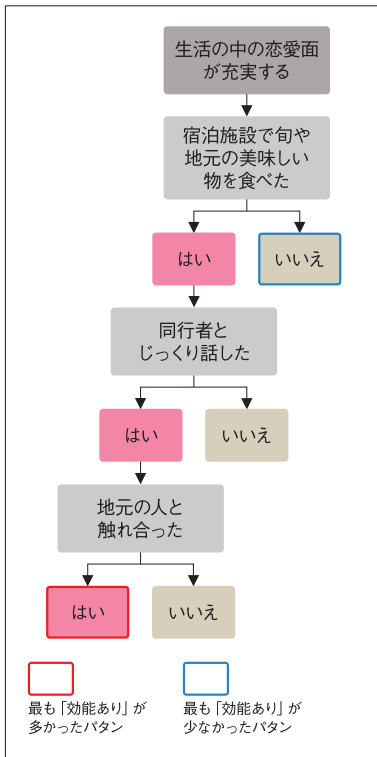 生活の中の恋愛面
が充実する
宿泊施設で旬や
地元の美味しい
物を食べた
はい
いいえ
同行者と
じっくり話した
はい
いいえ
地元の人と
触れ合った
はい
いいえ
最も「効能あり」が
多かったパタン
最も「効能あり」が
少なかったパタン